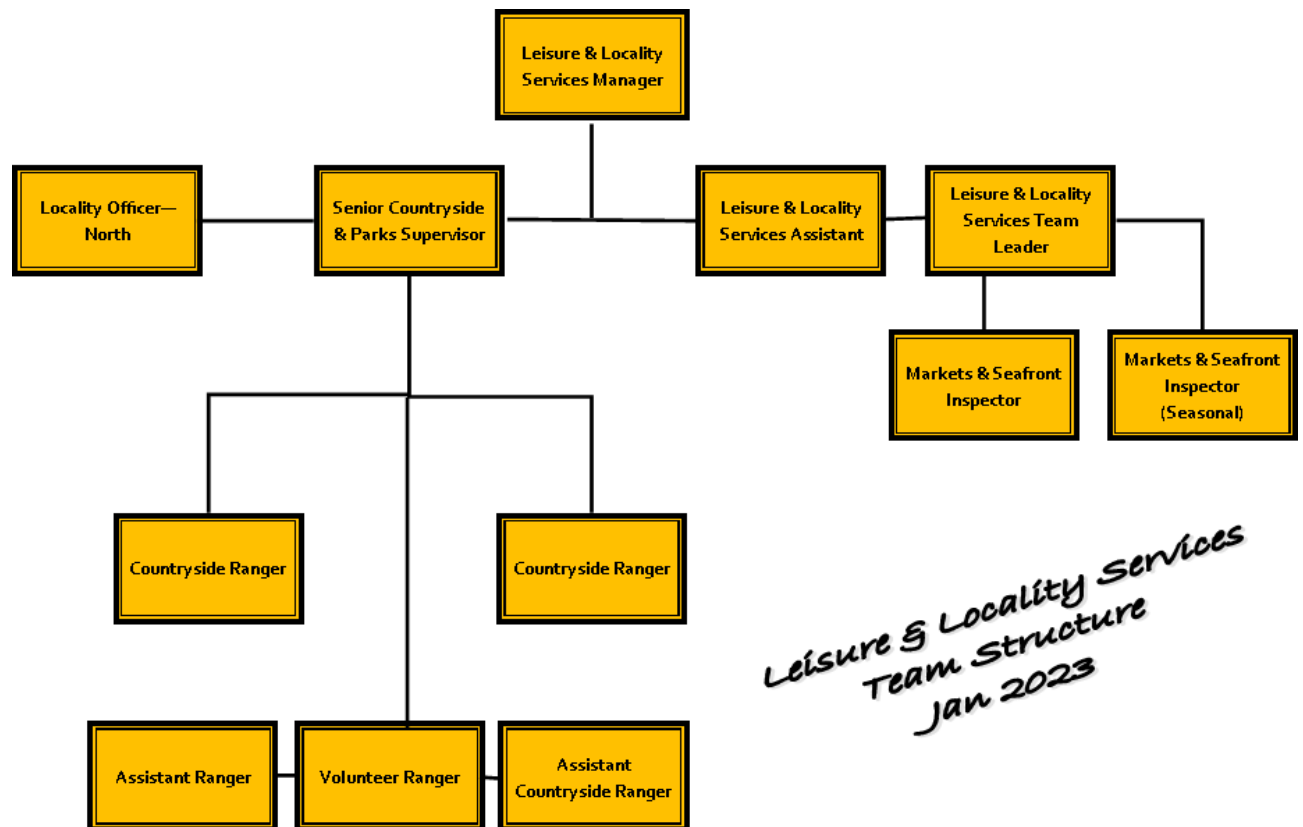 Leisure & Locality
Services Manager
Locality Officer—
North
Senior Countryside
& Parks Supervisor
Leisure & Locality
Services Assistant
Leisure & Locality
Services Team
Leader
Markets & Seafront
Inspector
Markets & Seafront
Inspector
(Seasonal)
Countryside Ranger
Countryside Ranger
Leisure & Locality Services
Team Structure
Jan 2023
Assistant Ranger
Volunteer Ranger
Assistant
Countryside Ranger